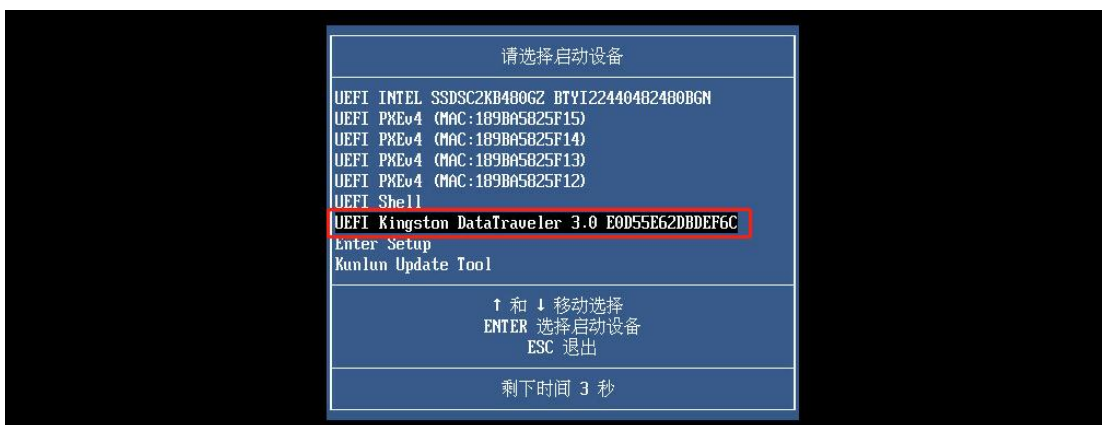 请选择启动设备
UEFI INTEL SSDSC2KB480GZ BTYI22440482480BGN
UEFI PXEv4 (MAC:189BA5825F15)
UEFI PXEv4 (MAC:189BA5825F14)
UEFI PXEv4 (MAC:189BA5825F13)
UEFI PXEv4 (MAC:189BA5825F12)
UEFI Shell
UEFI Kingston DataTraveler 3.0 E0D55E62DBDEF6C
Enter Setup
Kunlun Update Tool
↑ 和 ↓ 移动选择
ENTER 选择启动设备
ESC 退出
剩下时间 3 秒